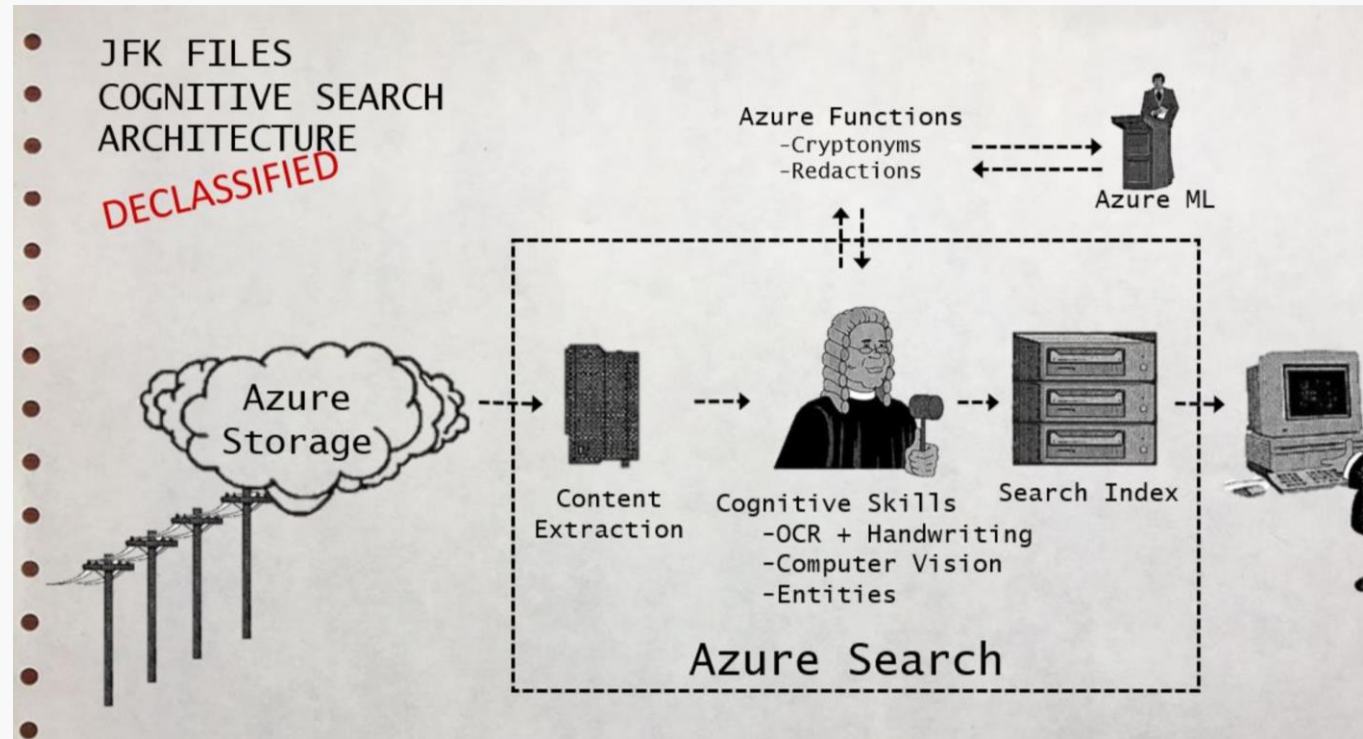 JFK FILES
COGNITIVE SEARCH
ARCHITECTURE
DECLASSIFIED
Azure Functions
-Cryptonyms
-Redactions
Azure ML
Azure
Storage
Content
Extraction
Cognitive Skills
-OCR + Handwriting
-Computer Vision
-Entities
Search Index
Azure Search